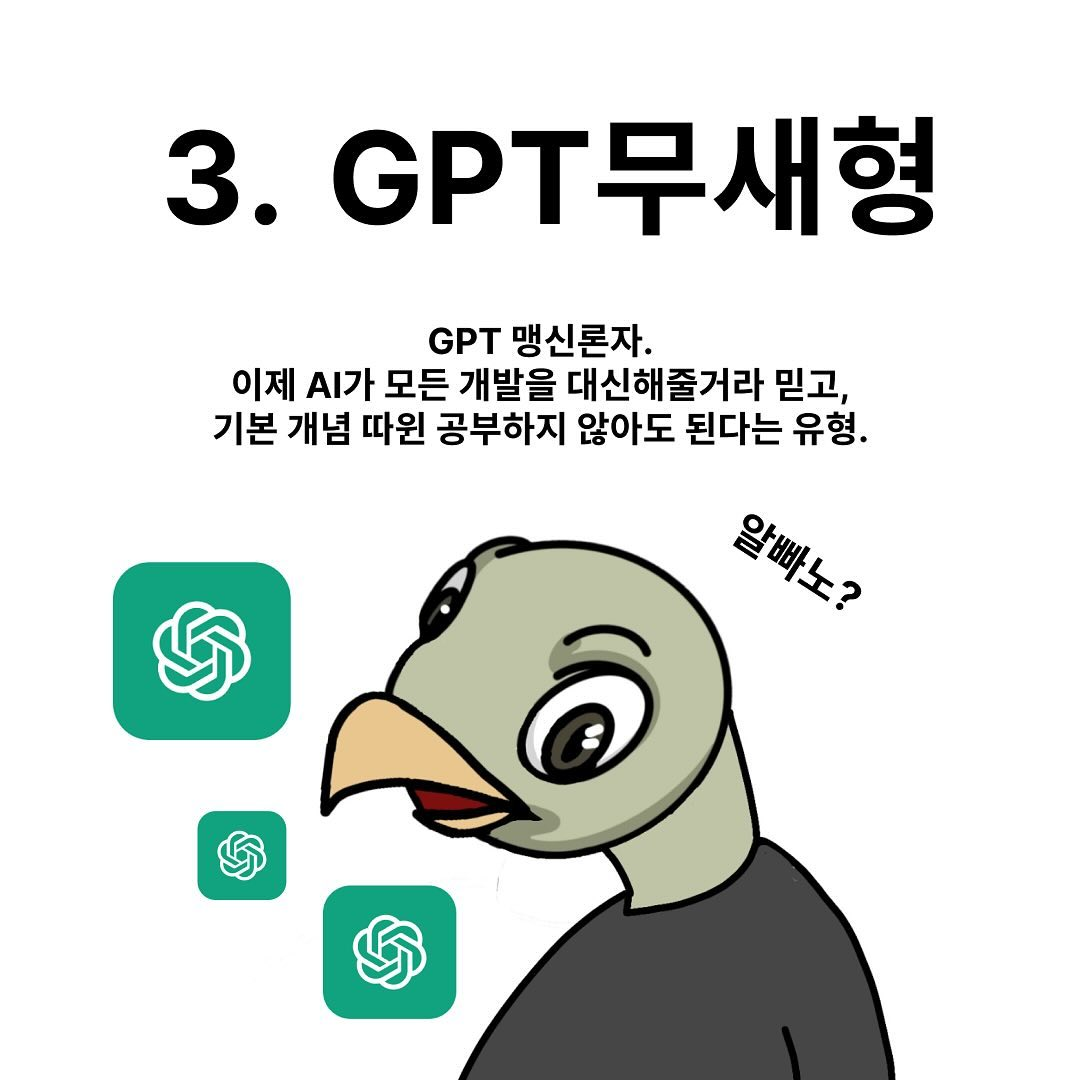 3. GPT무새형
GPT 맹신론자.
이제 AI가 모든 개발을 대신해줄거라 믿고,
기본 개념 따윈 공부하지 않아도 된다는 유형.
알빠노?